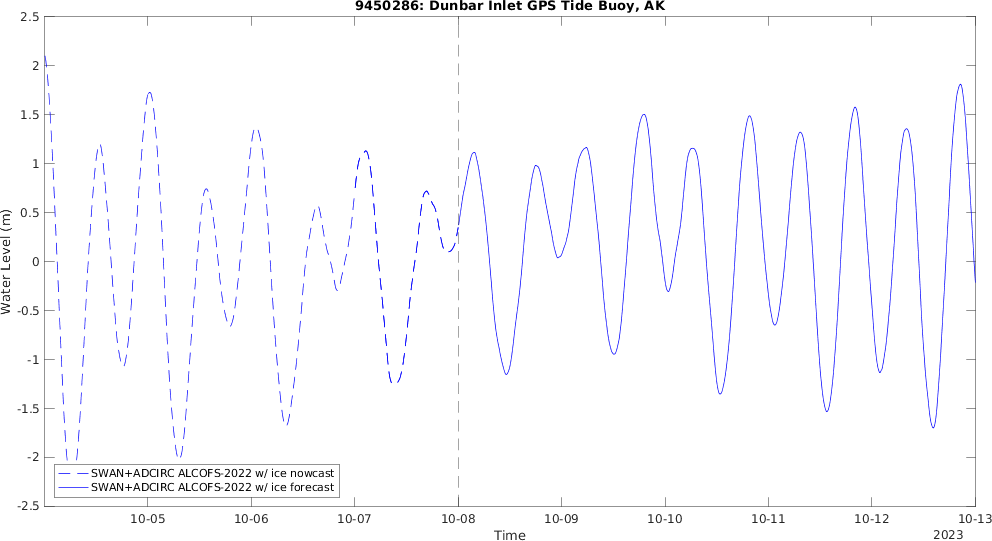 9450286: Dunbar Inlet GPS Tide Buoy, AK
2.5
2
1.5
1
0.5
0
-0.5
-1
-1.5
-2
-2.5
Water Level (m)
SWAN+ADCIRC ALCOFS-2022 w/ ice nowcast
SWAN+ADCIRC ALCOFS-2022 w/ ice forecast
10-05 10-06 10-07 10-08 10-09 10-10 10-11 10-12 10-13
Time
2023